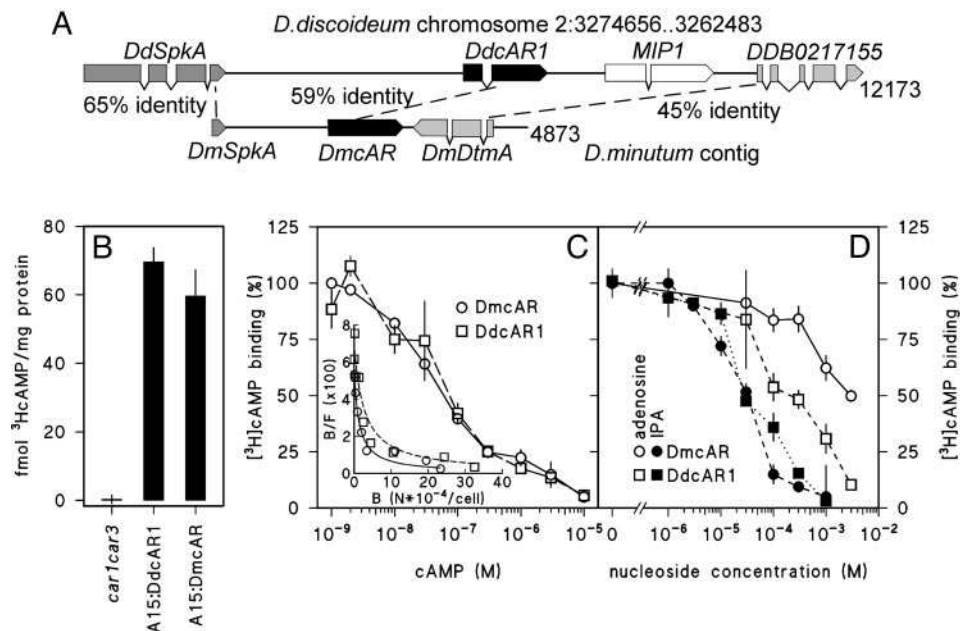 A
D.discoideum chromosome 2:3274656..3262483
DdSpkA DdcAR1 MIP1 DDB0217155
65% identity 59% identity 45% identity 12173
4873
DmSpkA DmcAR DmDtmA D.minutum contig
B
fmol ³HcAMP/mg protein
80
70
60
50
40
30
20
10
0
car1car3
A15:DdcAR1
A15:DmcAR
C
[³H]cAMP binding (%)
125
100
75
50
25
0
DmcAR
DdcAR1
B/F (x100)
8
6
4
2
0
0 20 40
B (N*10⁻⁴/cell)
10⁻⁹ 10⁻⁸ 10⁻⁷ 10⁻⁶ 10⁻⁵
cAMP (M)
D
adenosine
IPA
DmcAR
DdcAR1
0 10⁻⁶ 10⁻⁵ 10⁻⁴ 10⁻³ 10⁻²
nucleoside concentration (M)
125
100
75
50
25
0
[³H]cAMP binding (%)